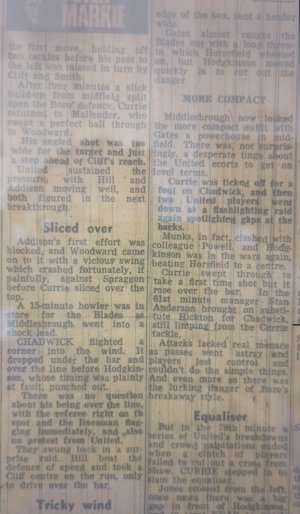 MARKIE
the first move, holding off
two tackles before his pass to
the left was missed in turn by
Cliff and Smith.
After four minutes a slick
build-up from midfield split
open the Boro' defence. Currie
returned to Mallender, who
swept a perfect ball through
to Woodward.
His angled shot was too
wide for the target and just
a step ahead of Cliff's reach.
United sustained the
pressure, with Hill and
Addison moving well, and
both figured in the next
breakthrough.
Sliced over
Addison's first effort was
blocked, and Woodward came
on to it with a vicious swing
which crashed fortunately, if
painfully, against Spraggon
before Currie sliced over the
top.
A 15-minute howler was in
store for the Blades as
Middlesbrough went into a
luck lead.
CHADWICK flighted a
corner into the wind. It
dropped under the bar and
over the line before Hodgkin-
son, whose timing was plainly
at fault, punched out.
There was no question
about its being over the line,
with the referee right on the
spot and the linesman flag-
ging immediately, and also
no protest from United.
They swung back in a sur-
prise raid. Hill beat the
defence of speed and took a
Cliff centre on the run, only
to drive over the bar.
Tricky wind
edge of the box, sent a header
wide.
Gates almost caught the
Blades out with a long throw
in which Horsefield wheeled
on, but Hodgkinson moved
quickly in to cut out the
danger.
MORE COMPACT
Middlesbrough now looked
the more compact outfit with
Gates a powerhouse in mid-
field. There was, not surpris-
ingly, a desperate tinge about
the United efforts to get on
level terms.
Currie was ticked off for a
foul on Chadwick, and then
two United players went
down as a flashlighting raid
again spotlighted gaps at the
backs.
Munks, in fact, clashed with
colleague Powell, and Hodg-
kinson was in the wars again,
beating Horsfield to a centre.
Currie swept through to
take a first time shot but it
rose over the bar. In the
61st minute manager Stan
Anderson brought on substi-
tute Hickton for Chadwick,
still limping from the Currie
tackle.
Attacks lacked real menace
as passes went astray and
players lost control and
couldn't do the simple things.
And even more so there was
the lurking danger of Boro's
breakaway style.
Equaliser
But in the 78th minute a
series of United's breakdowns
and crowd palpitations ended
when a clutch of players
failed to cut out a cross from
Shaw. CURRIE stepped in to
slam the equaliser.
Jones crossed from the left,
once more there was a big
gap in front of Hodgkinson,